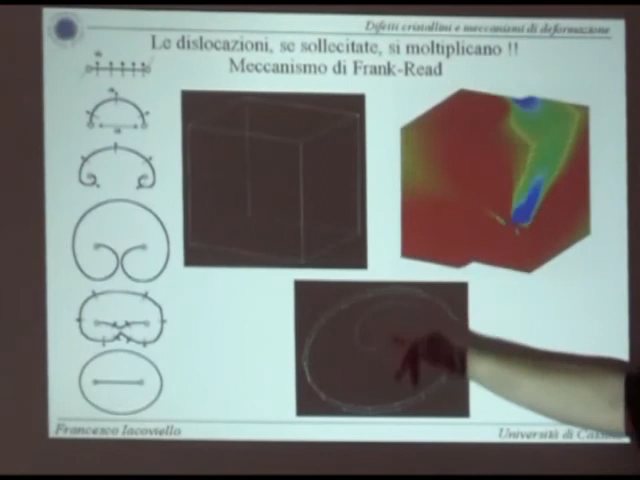 Difetti cristallini e meccanismi di deformazione
Le dislocazioni, se sollecitate, si moltiplicano !!
Meccanismo di Frank-Read
Francesco Iacoviello
Università di